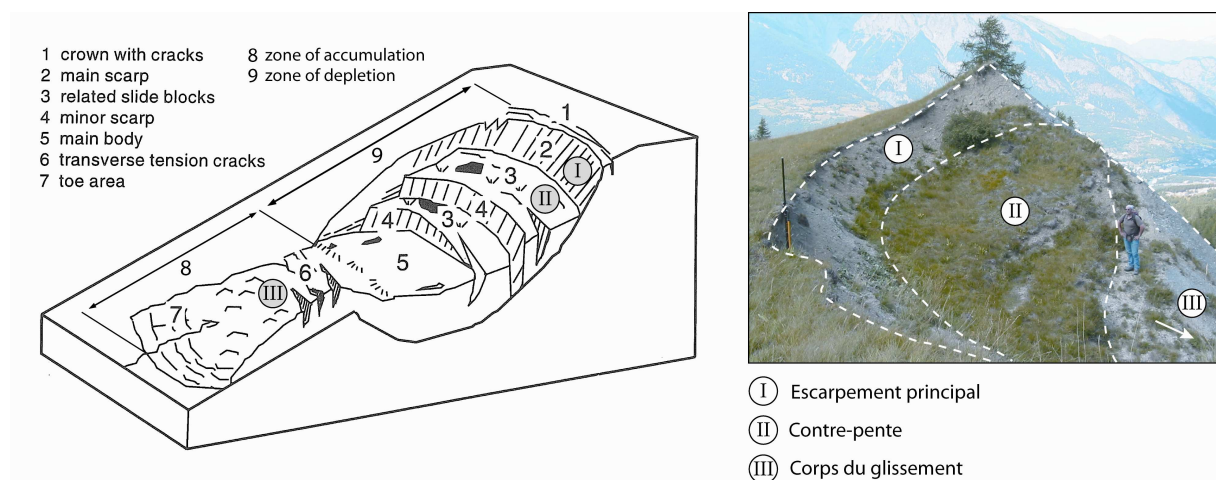 1 crown with cracks
2 main scarp
3 related slide blocks
4 minor scarp
5 main body
6 transverse tension cracks
7 toe area
8 zone of accumulation
9 zone of depletion
1
2
I
9
3
II
4
3
4
5
8
6
III
7
I
II
III
I Escarpement principal
II Contre-pente
III Corps du glissement